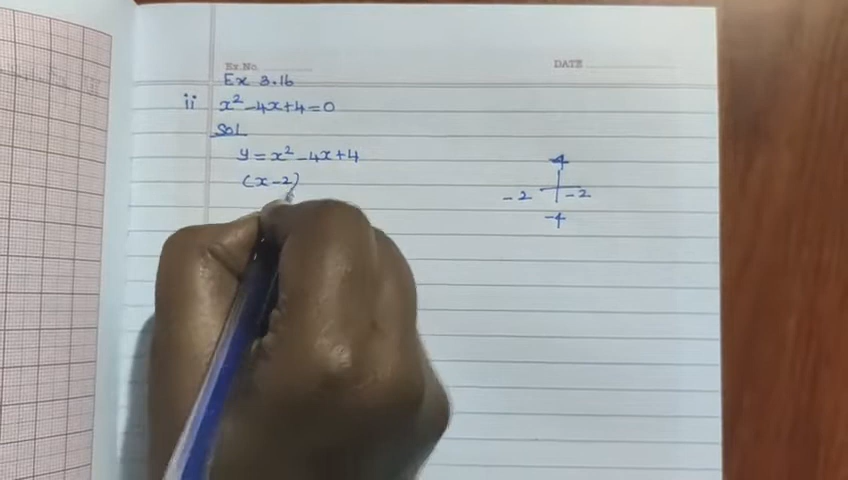 Ex.No.
DATE
Ex 3.16
ii x² -4x+4=0
Sol
y = x² -4x+4
(x-2)
4
-2 -2
-4